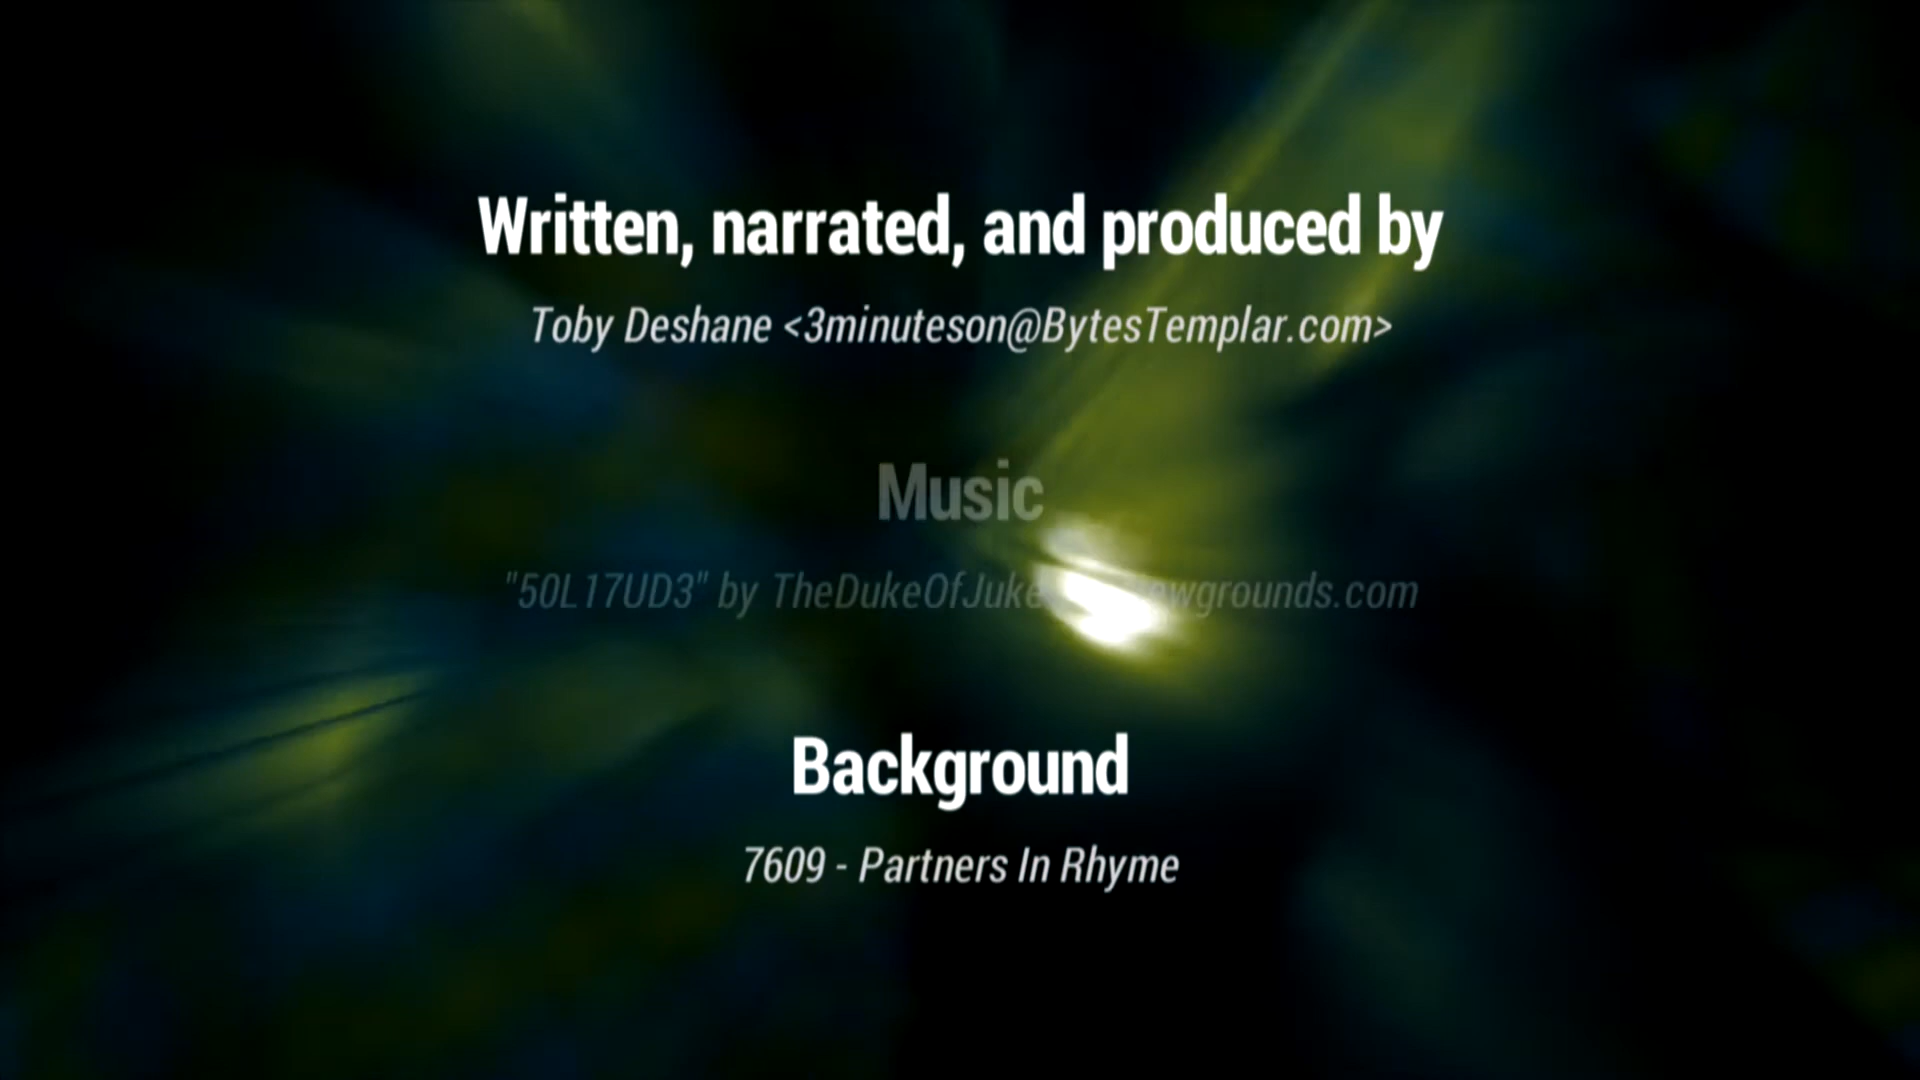 Written, narrated, and produced by
Toby Deshane <3minuteson@BytesTemplar.com>
Music
"50L17UD3" by TheDukeOfJuke
Background
7609 - Partners In Rhyme